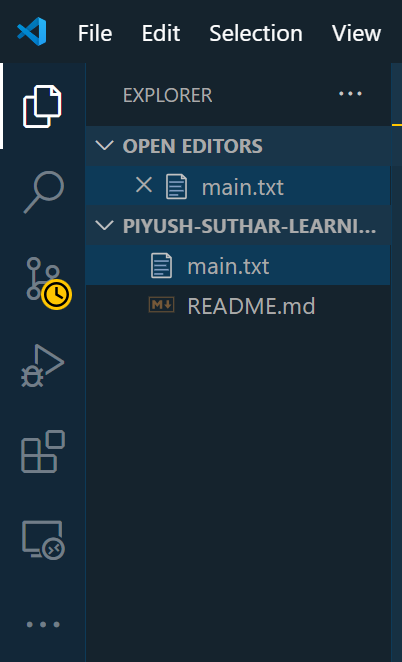 File Edit Selection View
EXPLORER ...
OPEN EDITORS
main.txt
PIYUSH-SUTHAR-LEARNI...
main.txt
README.md